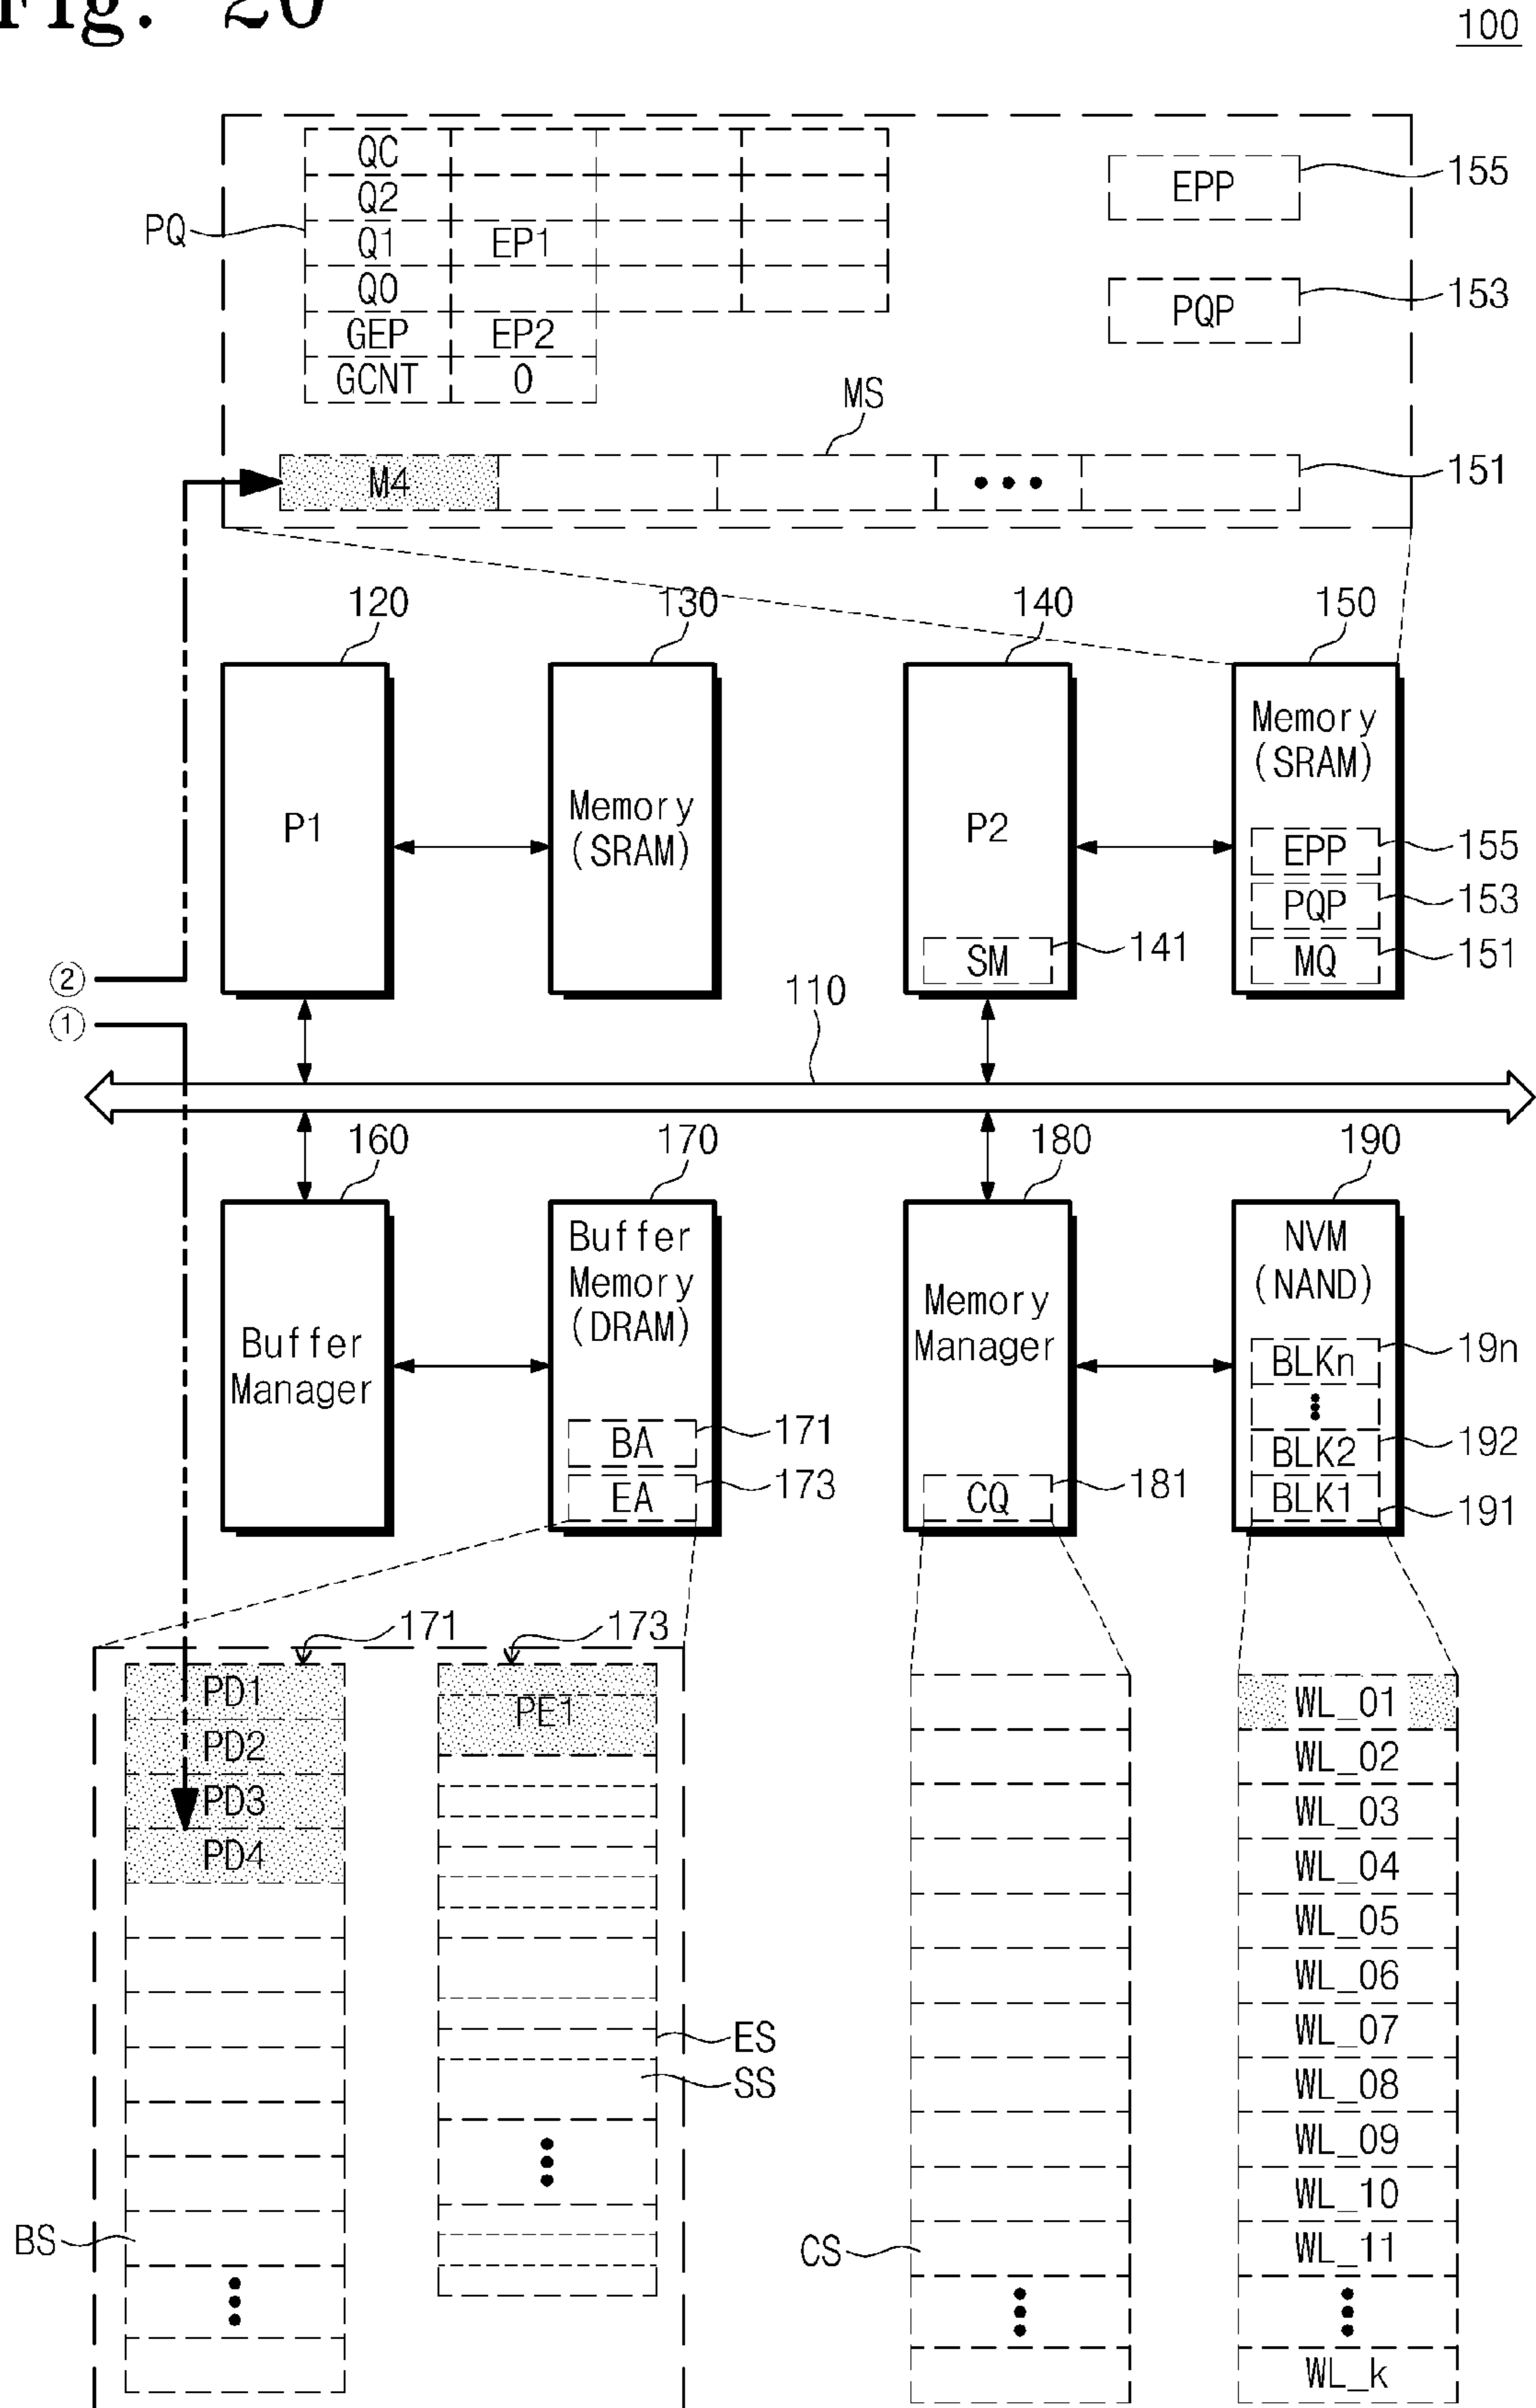 Fig. 20
100
QC
Q2
PQ
Q1 EP1
Q0
GEP EP2
GCNT 0
EPP 155
PQP 153
MS
M4 151
120
130
140
150
P1
Memory
(SRAM)
P2
SM 141
Memory
(SRAM)
EPP 155
PQP 153
MQ 151
②
①
110
160
170
180
190
Buffer
Manager
Buffer
Memory
(DRAM)
BA 171
EA 173
Memory
Manager
CQ 181
NVM
(NAND)
BLKn 19n
BLK2 192
BLK1 191
171
173
PD1
PD2
PD3
PD4
PE1
ES
SS
BS
CS
WL_01
WL_02
WL_03
WL_04
WL_05
WL_06
WL_07
WL_08
WL_09
WL_10
WL_11
WL_k